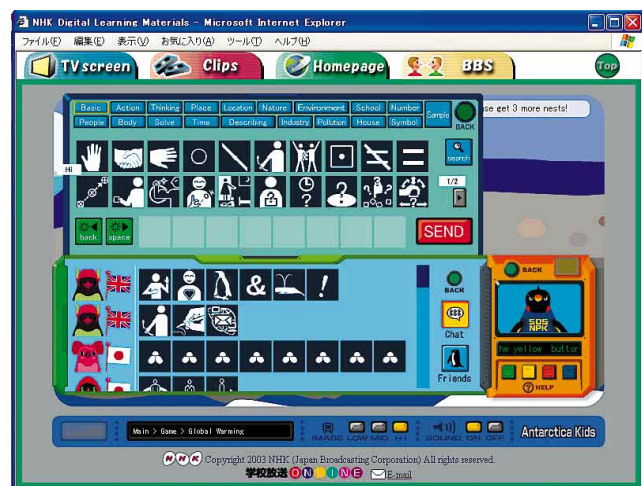 NHK Digital Learning Materials - Microsoft Internet Explorer
ファイル(F) 編集(E) 表示(V) お気に入り(A) ツール(T) ヘルプ(H)
TV screen Clips Homepage BBS Top
Basic Action Thinking Place Location Nature Environment School Number Sample
People Body Solve Time Describing Industry Pollution House Symbol
BACK
use get 3 more nests!
Hi
search
1/2
back space SEND
BACK
Chat
Friends
BACK
SOS
NPK
he yellow button
HELP
Main > Game > Global Warming
IMAGE LOW MID HI SOUND ON OFF Antarctica Kids
NHK Copyright 2003 NHK (Japan Broadcasting Corporation) All rights reserved.
学校放送 ONLINE E-mail